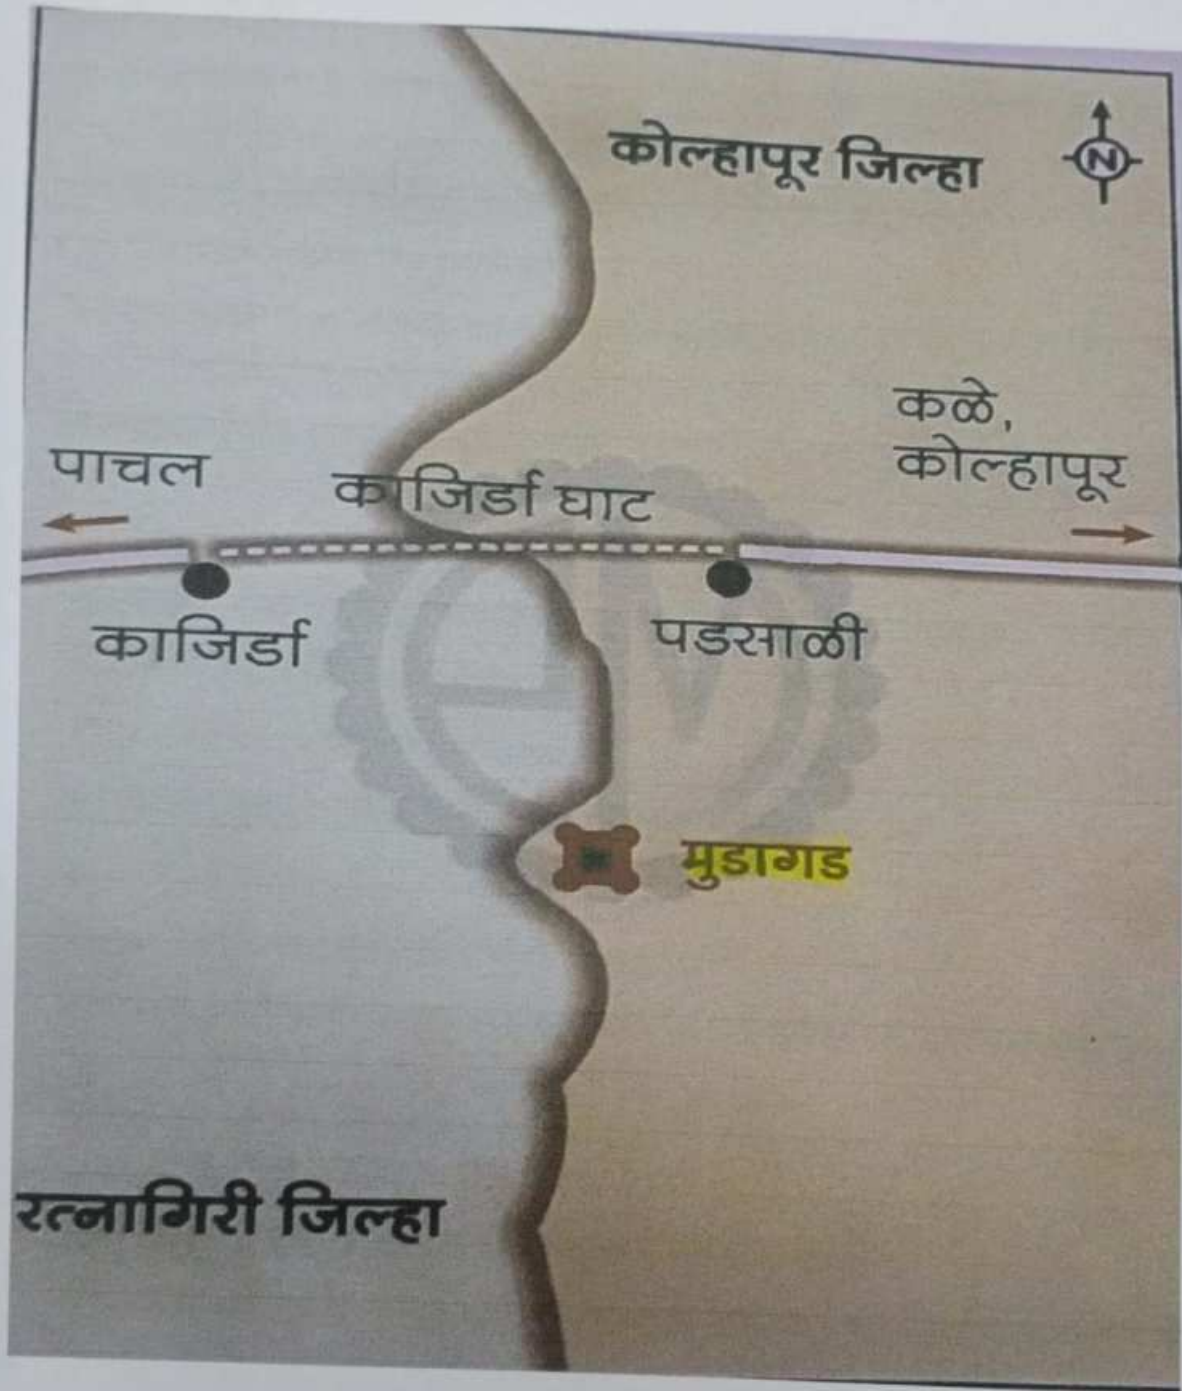 कोल्हापूर जिल्हा
N
कळे,
कोल्हापूर
पाचल
काजिर्डा घाट
काजिर्डा
पडसाळी
मुडागड
रत्नागिरी जिल्हा